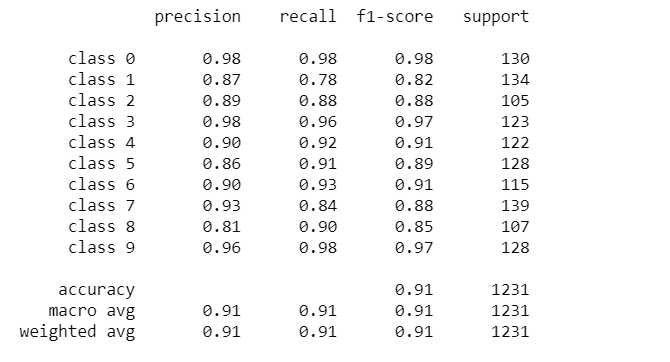 precision recall f1-score support
class 0 0.98 0.98 0.98 130
class 1 0.87 0.78 0.82 134
class 2 0.89 0.88 0.88 105
class 3 0.98 0.96 0.97 123
class 4 0.90 0.92 0.91 122
class 5 0.86 0.91 0.89 128
class 6 0.90 0.93 0.91 115
class 7 0.93 0.84 0.88 139
class 8 0.81 0.90 0.85 107
class 9 0.96 0.98 0.97 128
accuracy 0.91 1231
macro avg 0.91 0.91 0.91 1231
weighted avg 0.91 0.91 0.91 1231